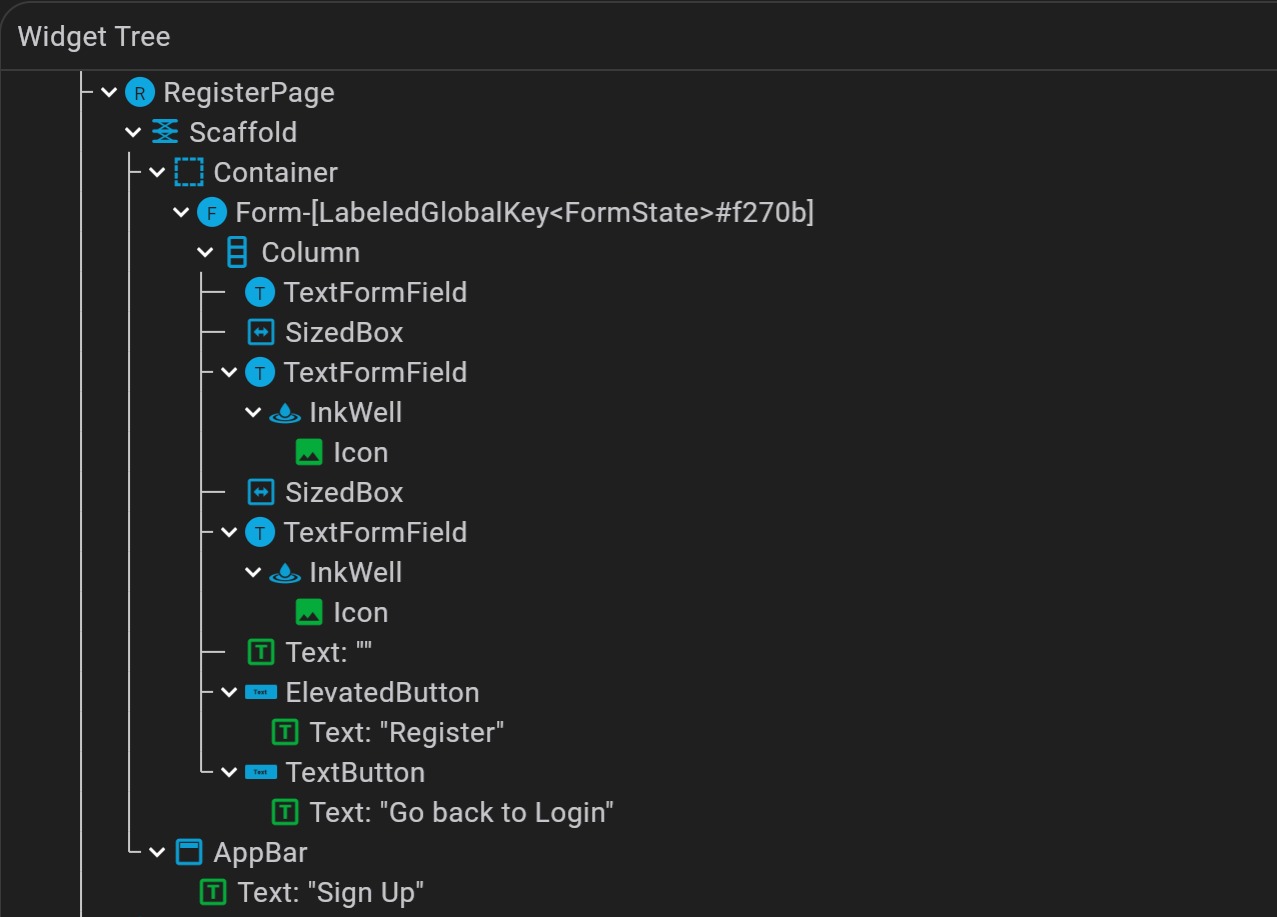 Widget Tree
R RegisterPage
Scaffold
Container
F Form-[LabeledGlobalKey<FormState>#f270b]
Column
T TextFormField
SizedBox
T TextFormField
InkWell
Icon
SizedBox
T TextFormField
InkWell
Icon
T Text: ""
Text ElevatedButton
T Text: "Register"
Text TextButton
T Text: "Go back to Login"
AppBar
T Text: "Sign Up"